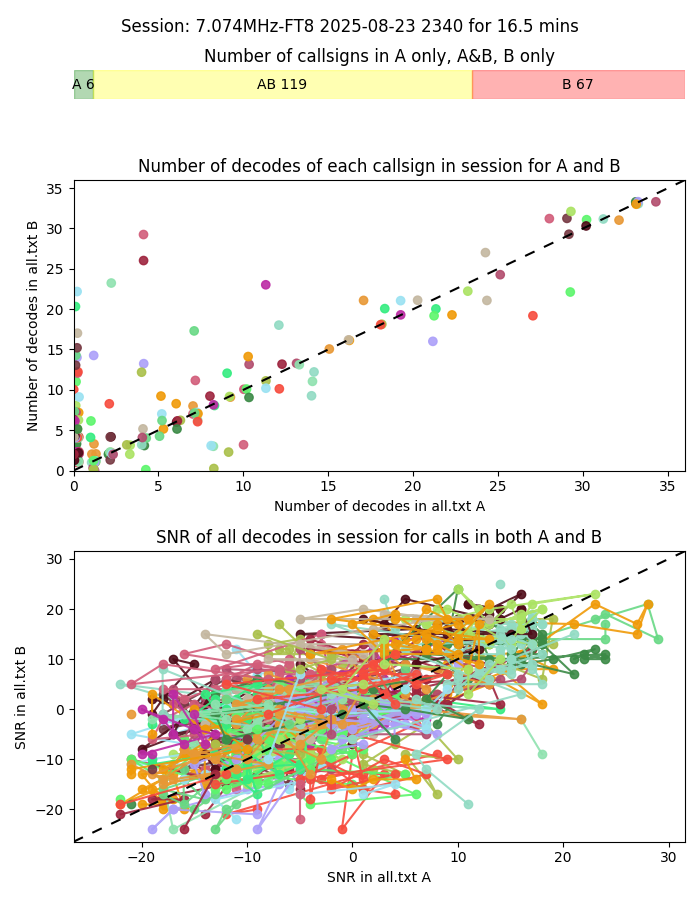 Session: 7.074MHz-FT8 2025-08-23 2340 for 16.5 mins
Number of callsigns in A only, A&B, B only
A 6 AB 119 B 67
Number of decodes of each callsign in session for A and B
35
30
25
20
15
10
5
0
Number of decodes in all.txt B
0 5 10 15 20 25 30 35
Number of decodes in all.txt A
SNR of all decodes in session for calls in both A and B
30
20
10
0
−10
−20
SNR in all.txt B
−20 −10 0 10 20 30
SNR in all.txt A